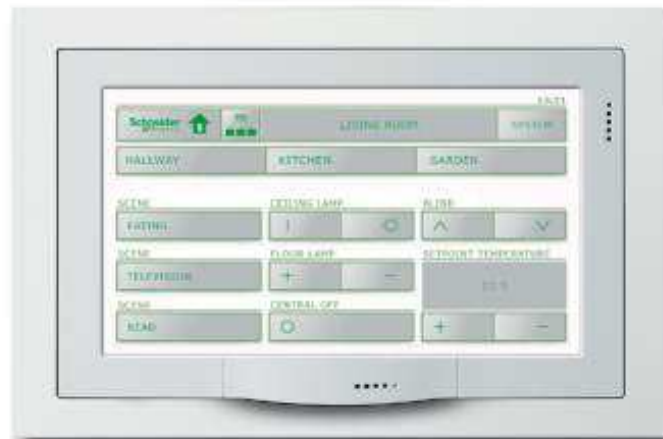 Schneider
LIVING ROOM
SYSTEM
HALLWAY
KITCHEN
GARDEN
SCENE
CEILING LAMP
BLIND
EATING
I
O
SCENE
FLOOR LAMP
SETPOINT TEMPERATURE
TELEVISION
+
-
SCENE
CENTRAL OFF
READ
O
+
-